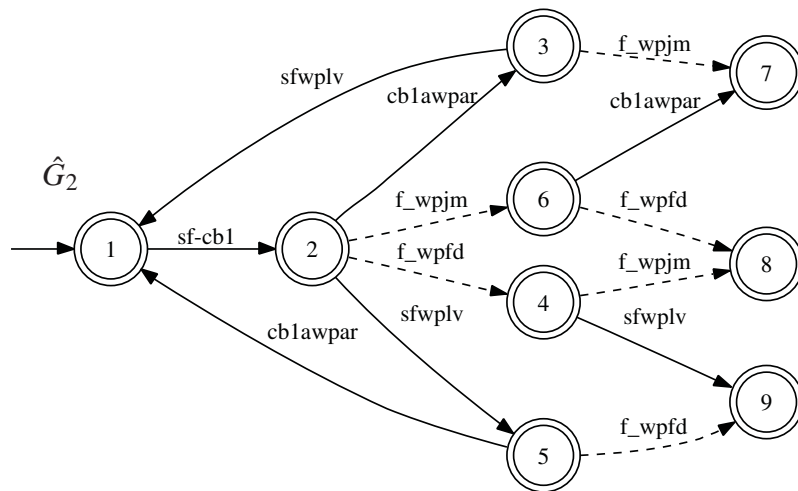 3
f_wpjm
7
sfwplv
cb1awpar
cb1awpar
Ĝ2
6
f_wpjm
f_wpfd
1
sf-cb1
2
f_wpfd
8
f_wpjm
4
sfwplv
sfwplv
cb1awpar
9
f_wpfd
5